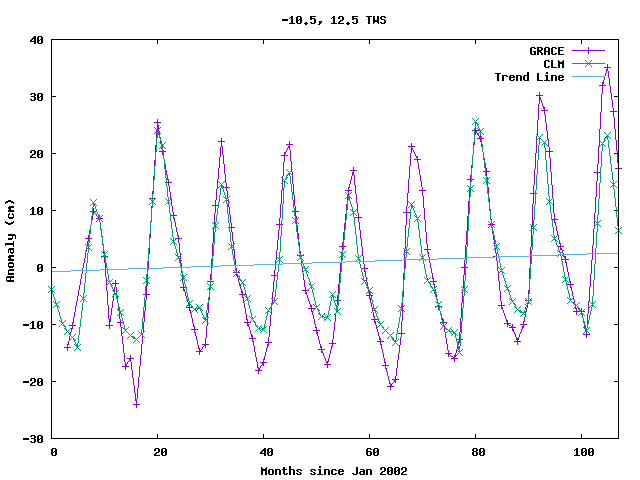 -10.5, 12.5 TWS
GRACE
CLM
Trend Line
Anomaly (cm)
40
30
20
10
0
-10
-20
-30
0 20 40 60 80 100
Months since Jan 2002